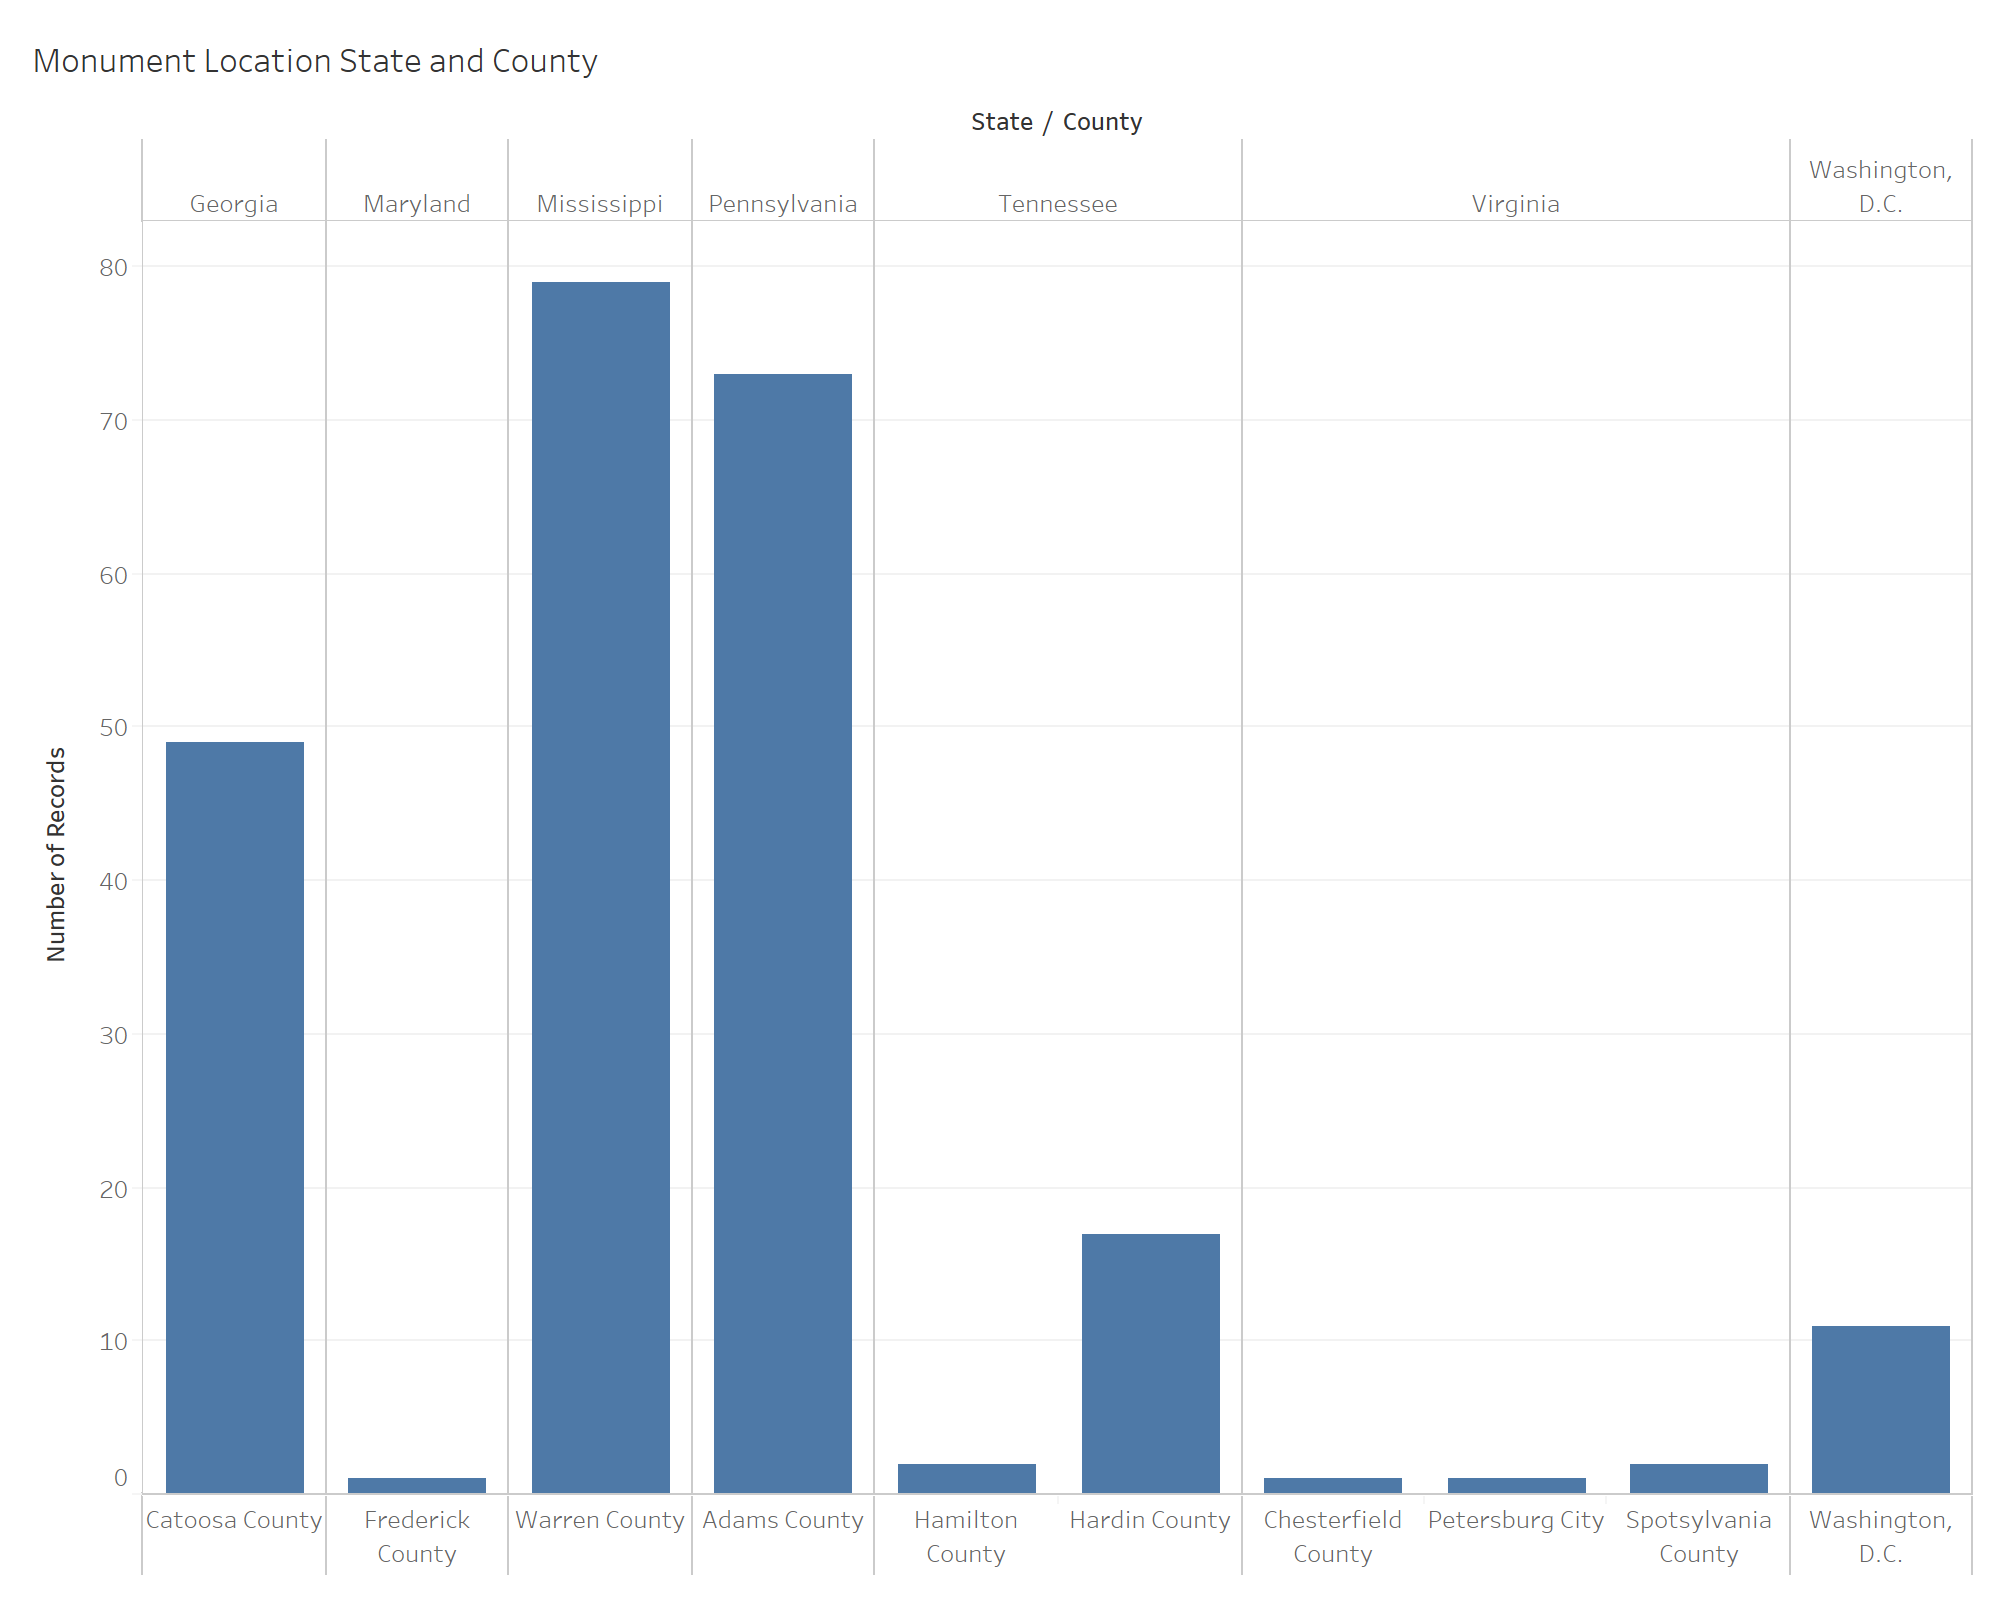 Monument Location State and County
State / County
Georgia
Maryland
Mississippi
Pennsylvania
Tennessee
Virginia
Washington,
D.C.
80
70
60
50
40
30
20
10
0
Number of Records
Catoosa County
Frederick
County
Warren County
Adams County
Hamilton
County
Hardin County
Chesterfield
County
Petersburg City
Spotsylvania
County
Washington,
D.C.